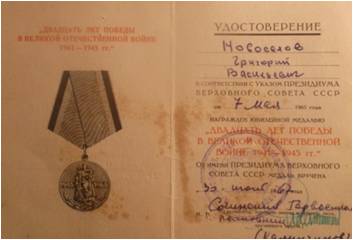 "ДВАДЦАТЬ ЛЕТ ПОБЕДЫ
В ВЕЛИКОЙ ОТЕЧЕСТВЕННОЙ ВОЙНЕ
1941—1945 гг."
УДОСТОВЕРЕНИЕ
Новоселов
Григорий
Васильевич
В СООТВЕТСТВИИ С УКАЗОМ ПРЕЗИДИУМА
ВЕРХОВНОГО СОВЕТА СССР
от 7 мая 1965 года
НАГРАЖДЕН ЮБИЛЕЙНОЙ МЕДАЛЬЮ
"ДВАДЦАТЬ ЛЕТ ПОБЕДЫ
В ВЕЛИКОЙ ОТЕЧЕСТВЕННОЙ
ВОЙНЕ 1941—1945 гг."
От имени ПРЕЗИДИУМА ВЕРХОВНОГО
СОВЕТА СССР МЕДАЛЬ ВРУЧЕНА